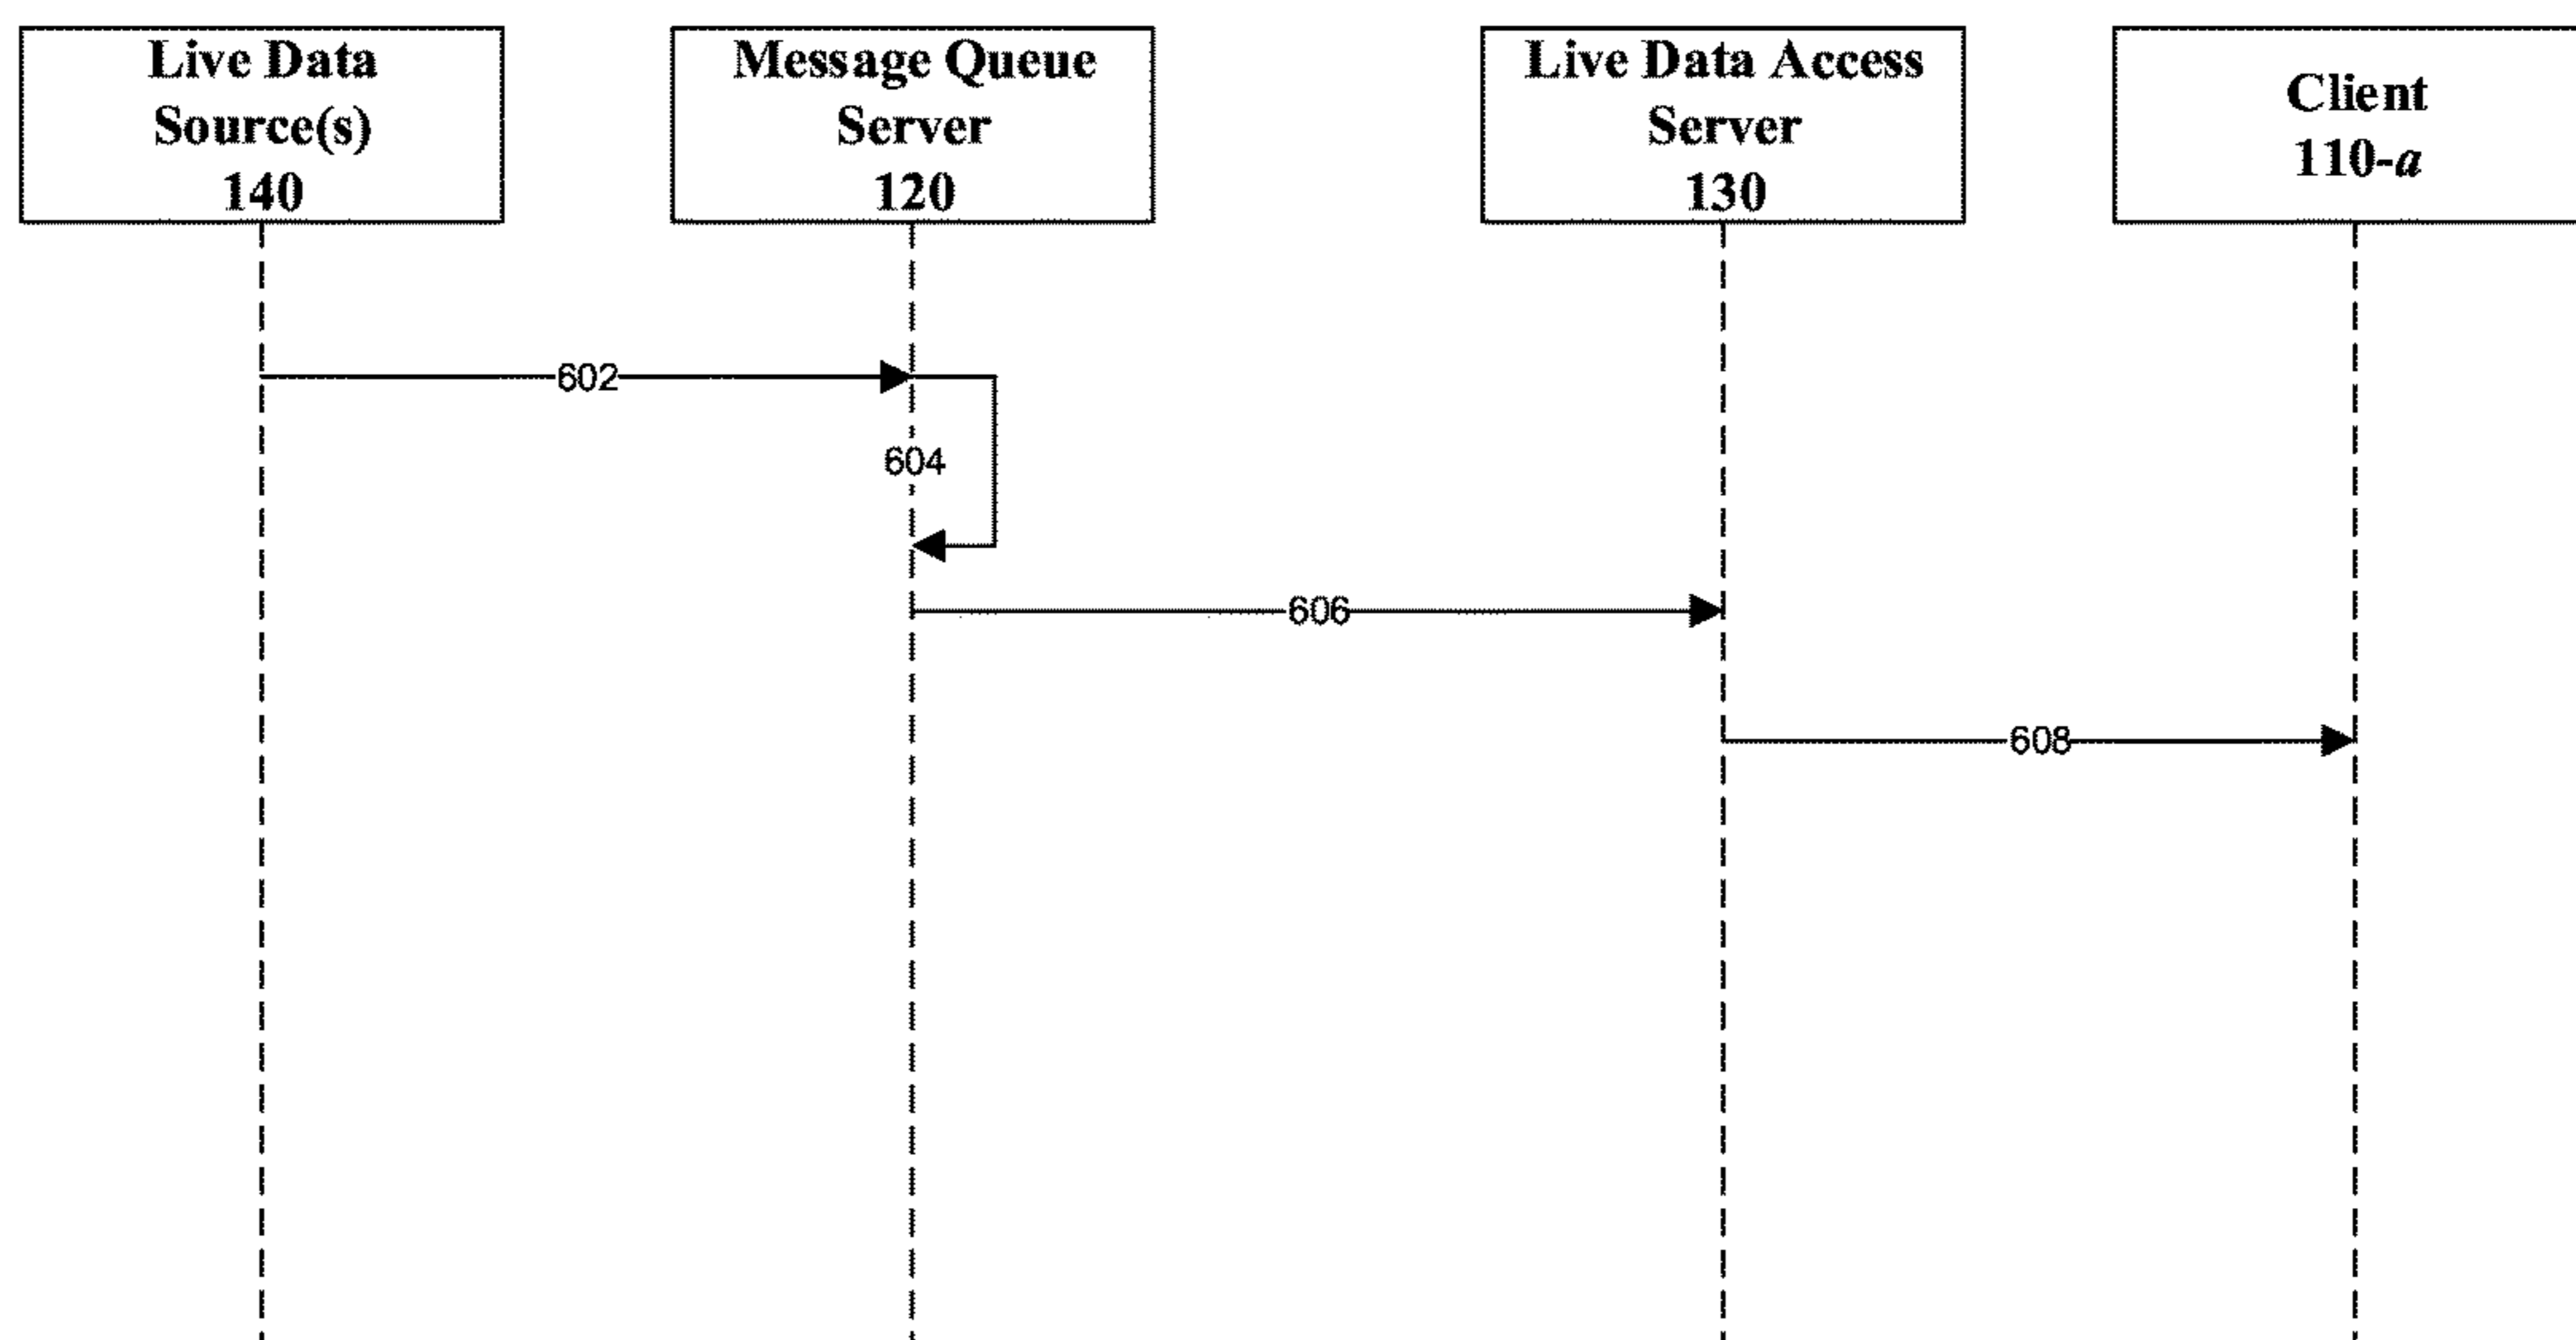 Live Data
Source(s)
140
Message Queue
Server
120
Live Data Access
Server
130
Client
110-a
602
604
606
608